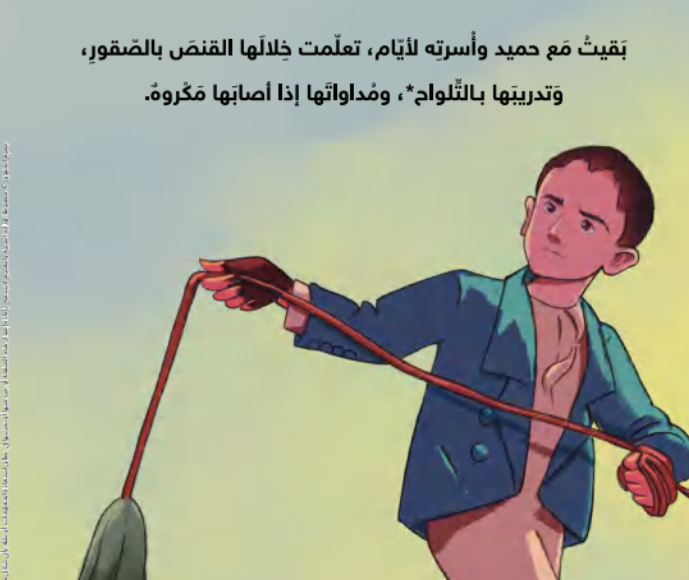 بَقيتُ مَع حميد وأُسرتِه لأيّام، تعلّمت خِلالَها القنصَ بالصّقورِ،
وَتدريبَها بالتِّلواح*، ومُداواتَها إذا أصابَها مَكْروهٌ.